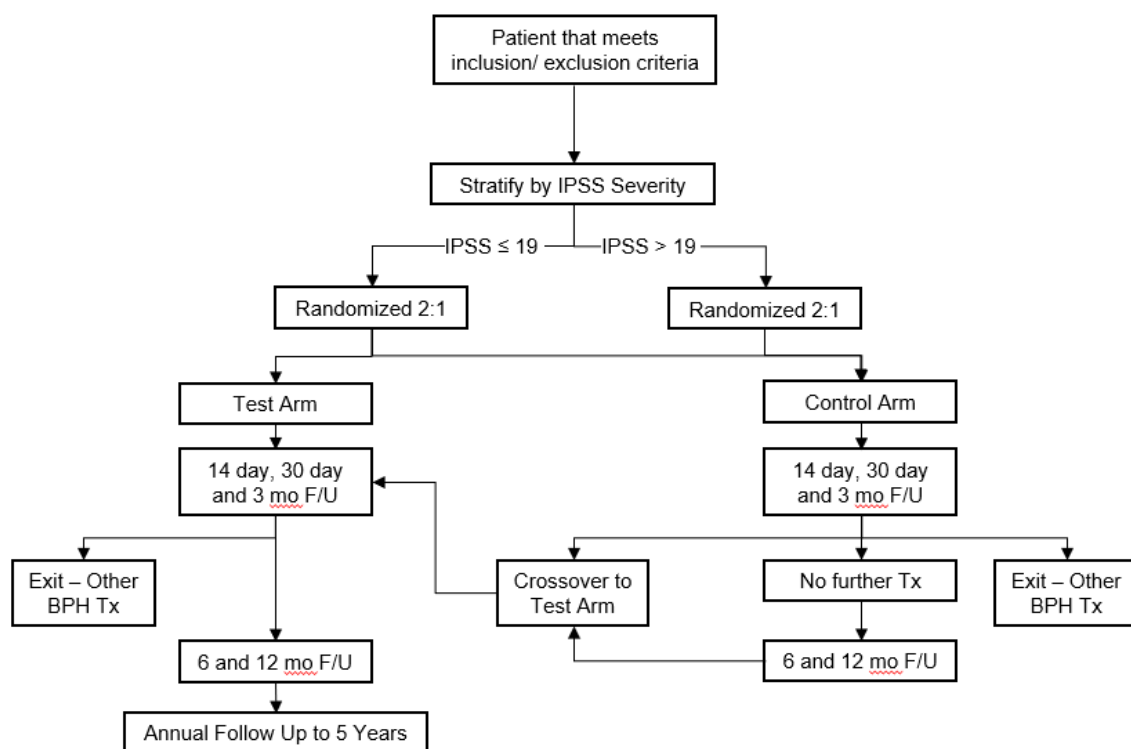 Patient that meets
inclusion/ exclusion criteria
Stratify by IPSS Severity
IPSS ≤ 19
IPSS > 19
Randomized 2:1
Randomized 2:1
Test Arm
Control Arm
14 day, 30 day
and 3 mo F/U
14 day, 30 day
and 3 mo F/U
Exit – Other
BPH Tx
Crossover to
Test Arm
No further Tx
Exit – Other
BPH Tx
6 and 12 mo F/U
6 and 12 mo F/U
Annual Follow Up to 5 Years